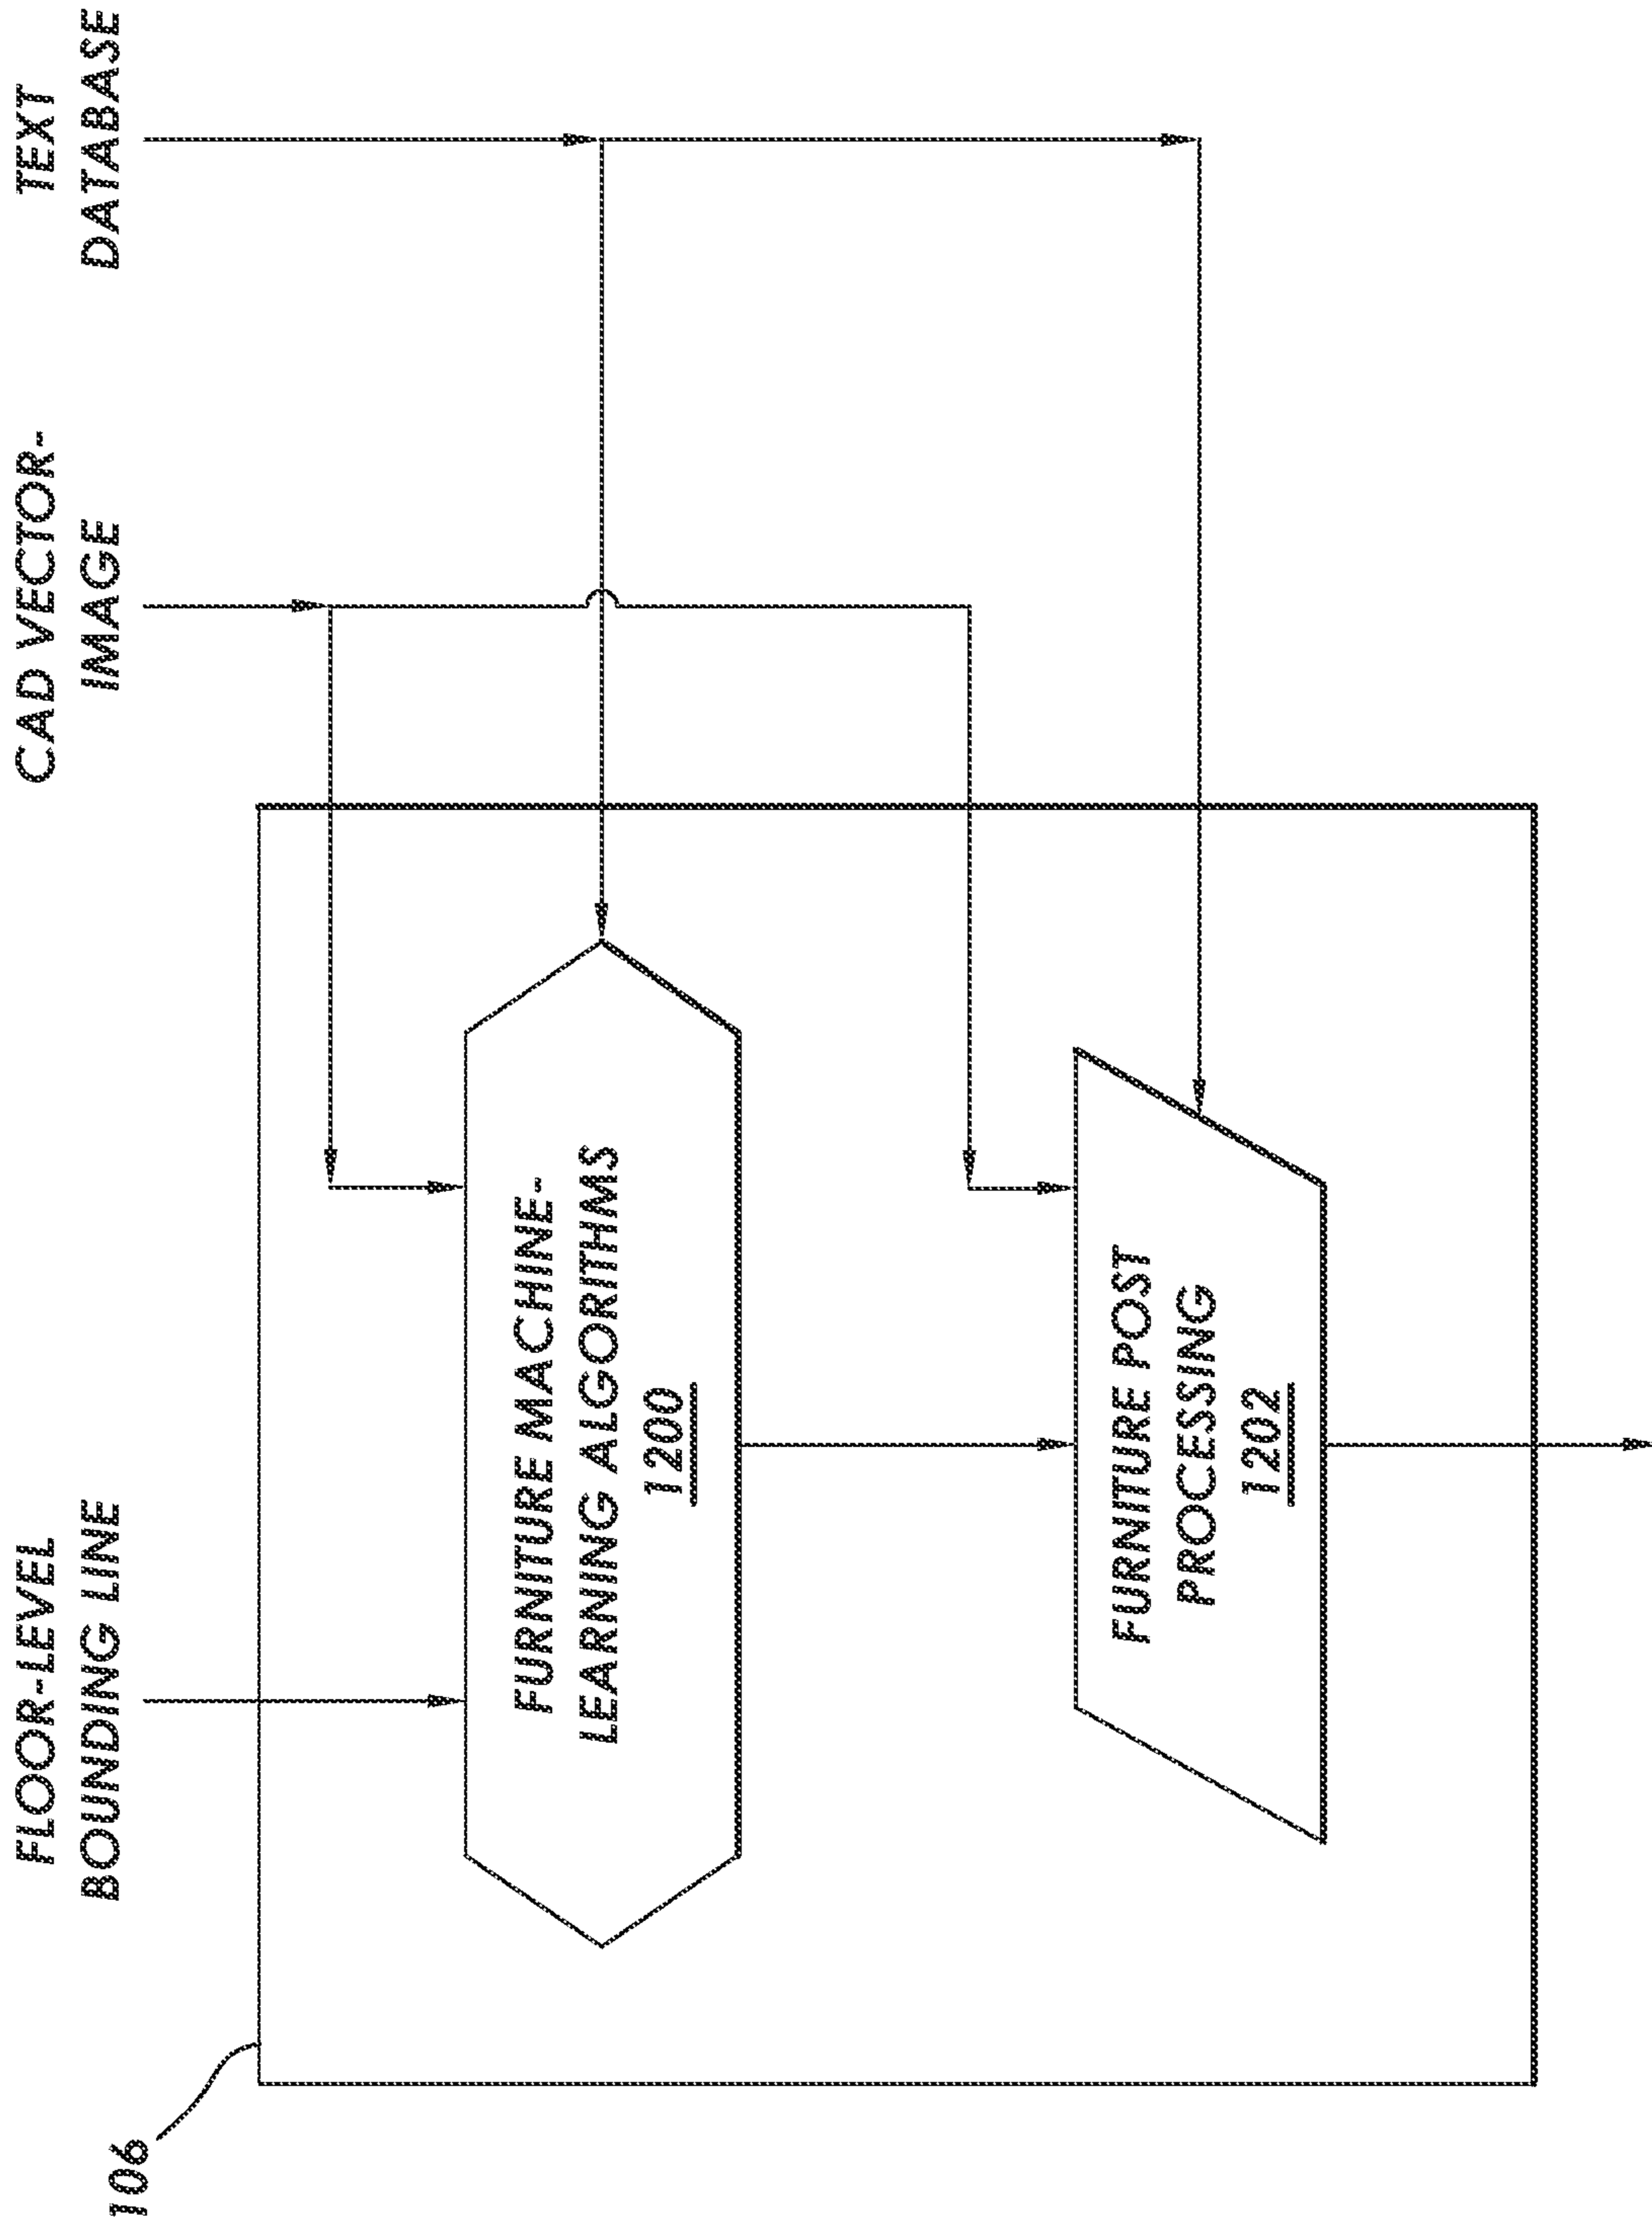 106
FLOOR-LEVEL
BOUNDING LINE
CAD VECTOR-
IMAGE
TEXT
DATABASE
FURNITURE MACHINE-
LEARNING ALGORITHMS
1200
FURNITURE POST
PROCESSING
1202